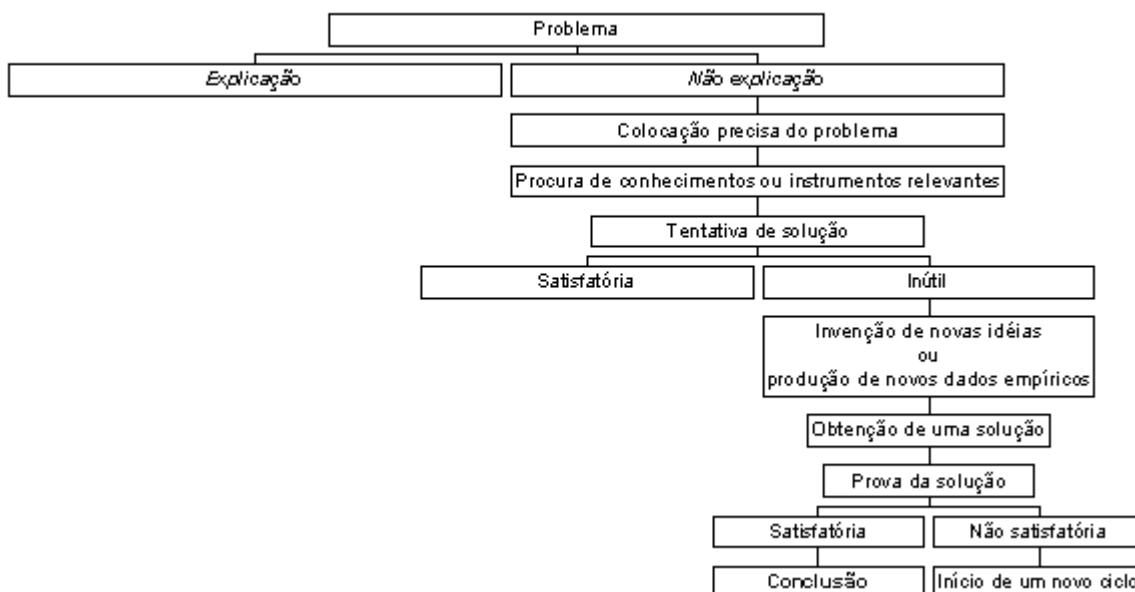 Problema
Explicação
Não explicação
Colocação precisa do problema
Procura de conhecimentos ou instrumentos relevantes
Tentativa de solução
Satisfatória
Inútil
Invenção de novas idéias
ou
produção de novos dados empíricos
Obtenção de uma solução
Prova da solução
Satisfatória
Não satisfatória
Conclusão
Início de um novo ciclo